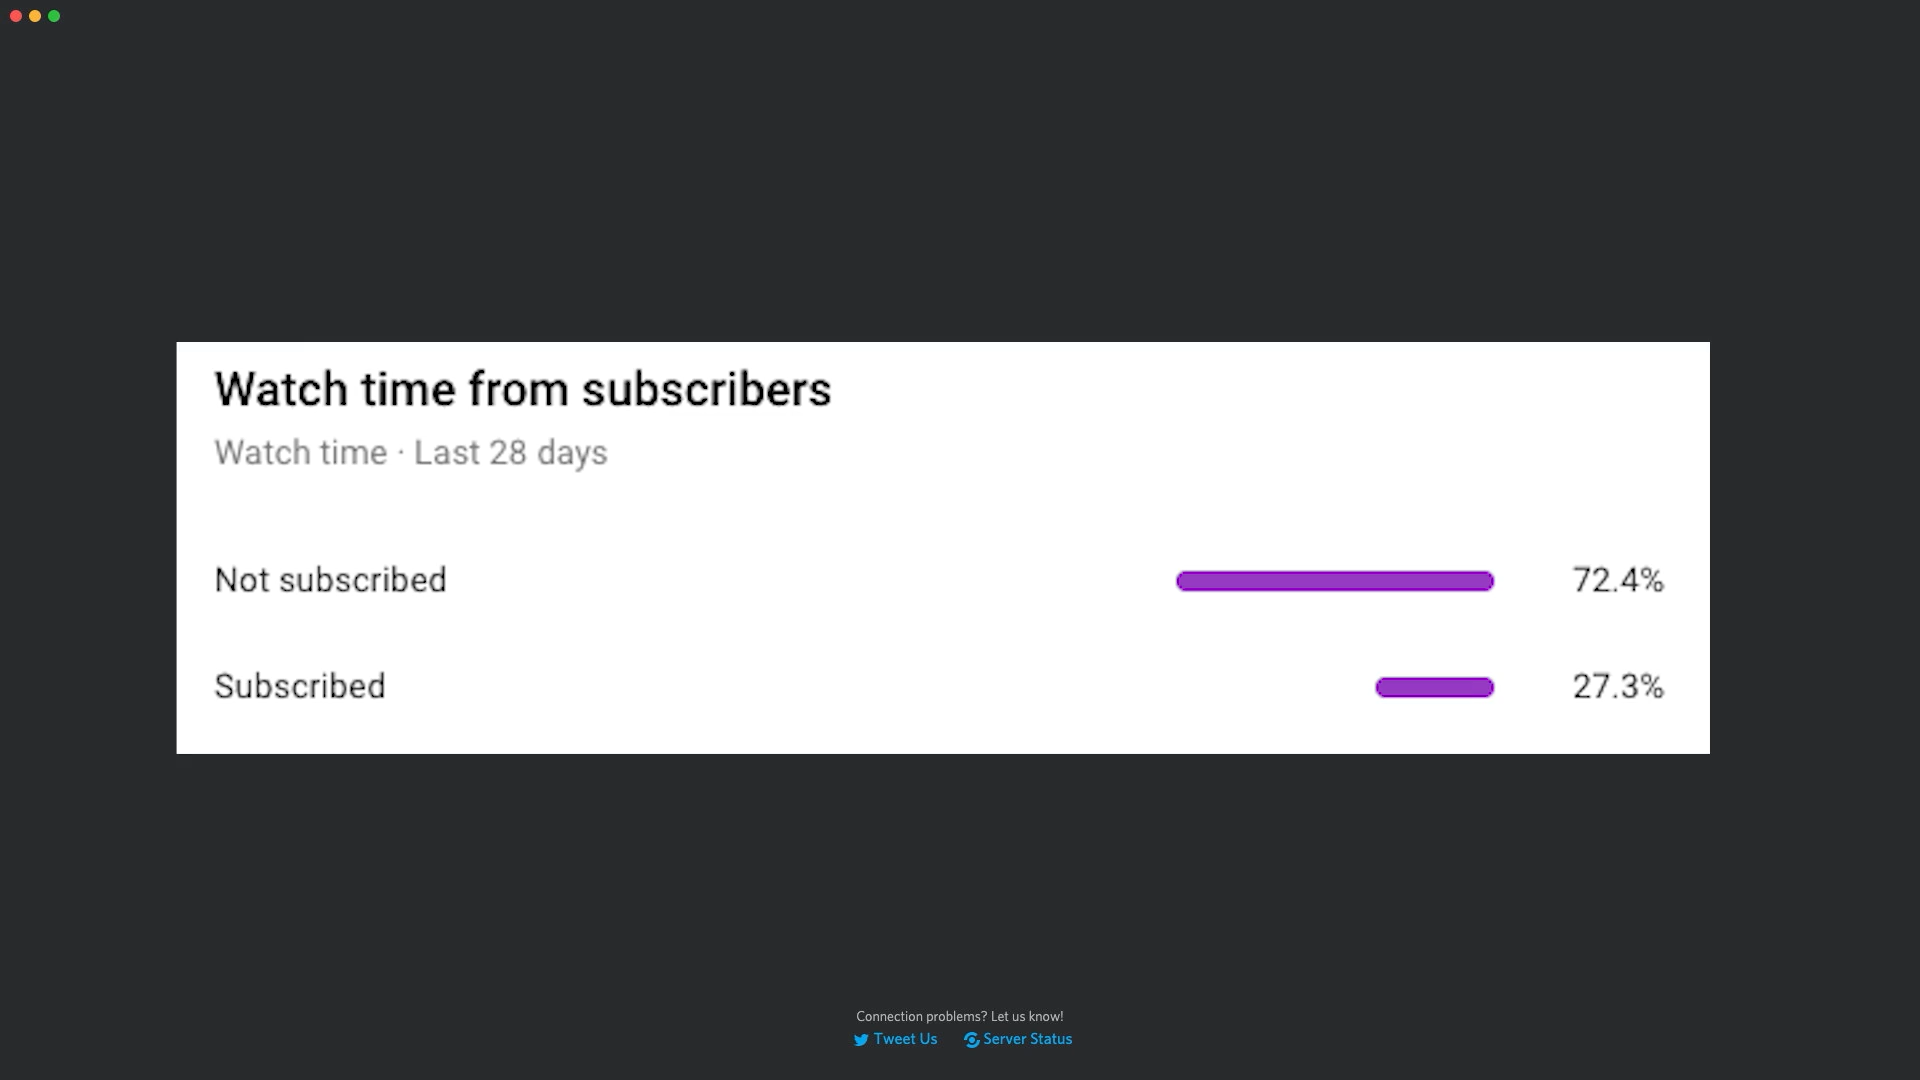 Watch time from subscribers
Watch time · Last 28 days
Not subscribed 72.4%
Subscribed 27.3%
Connection problems? Let us know!
Tweet Us Server Status